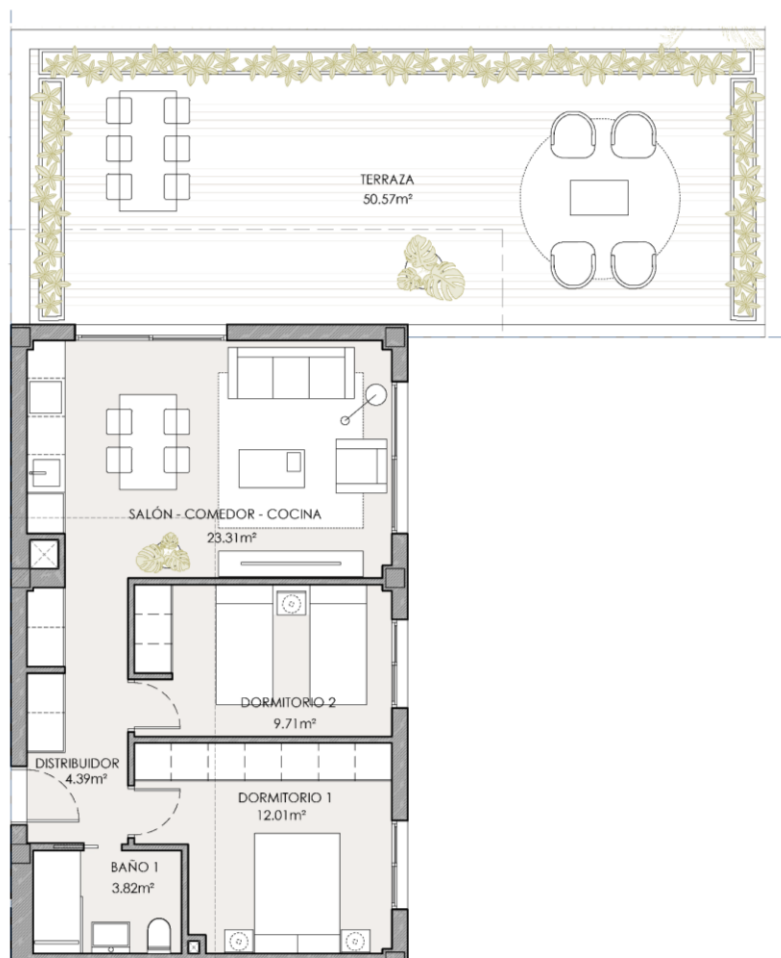 TERRAZA
50.57m²
SALÓN - COMEDOR - COCINA
23.31m²
DORMITORIO 2
9.71m²
DISTRIBUIDOR
4.39m²
DORMITORIO 1
12.01m²
BAÑO 1
3.82m²